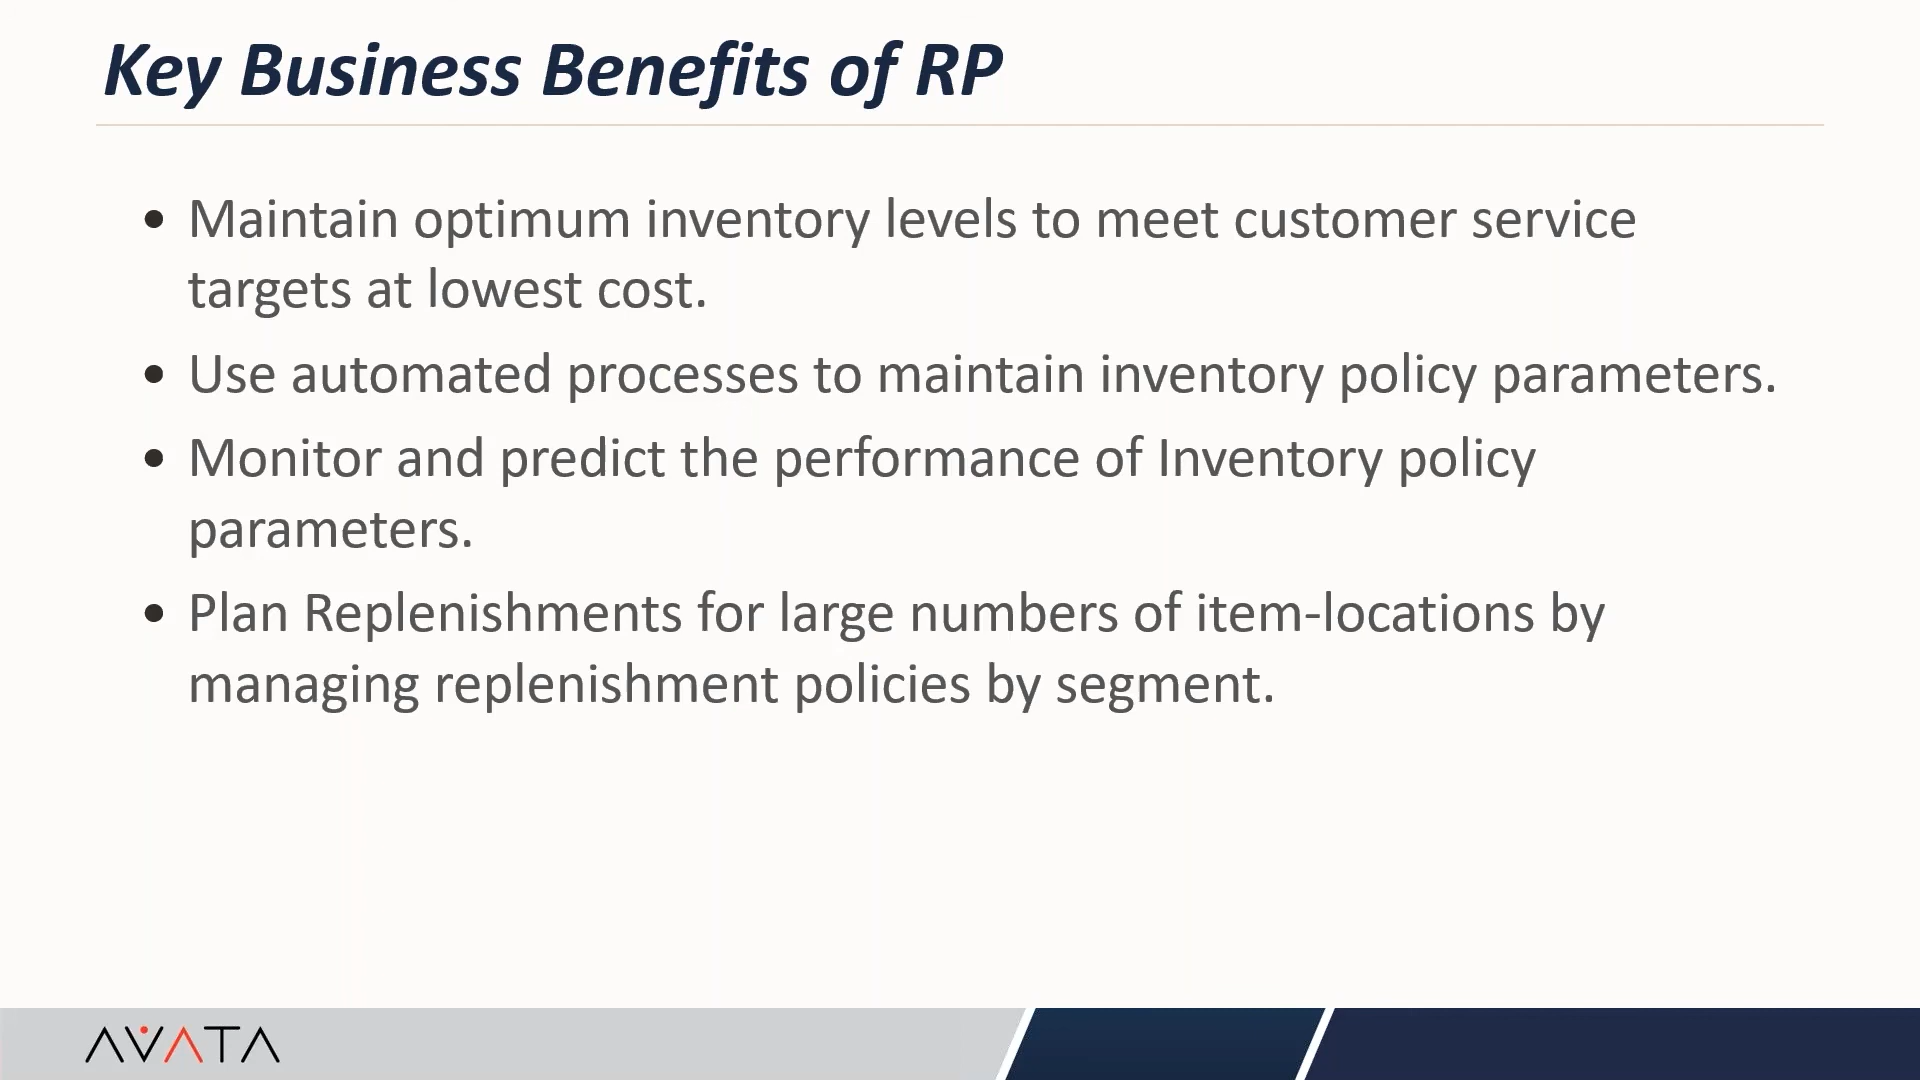 Key Business Benefits of RP
• Maintain optimum inventory levels to meet customer service
targets at lowest cost.
• Use automated processes to maintain inventory policy parameters.
• Monitor and predict the performance of Inventory policy
parameters.
• Plan Replenishments for large numbers of item-locations by
managing replenishment policies by segment.
AVATA